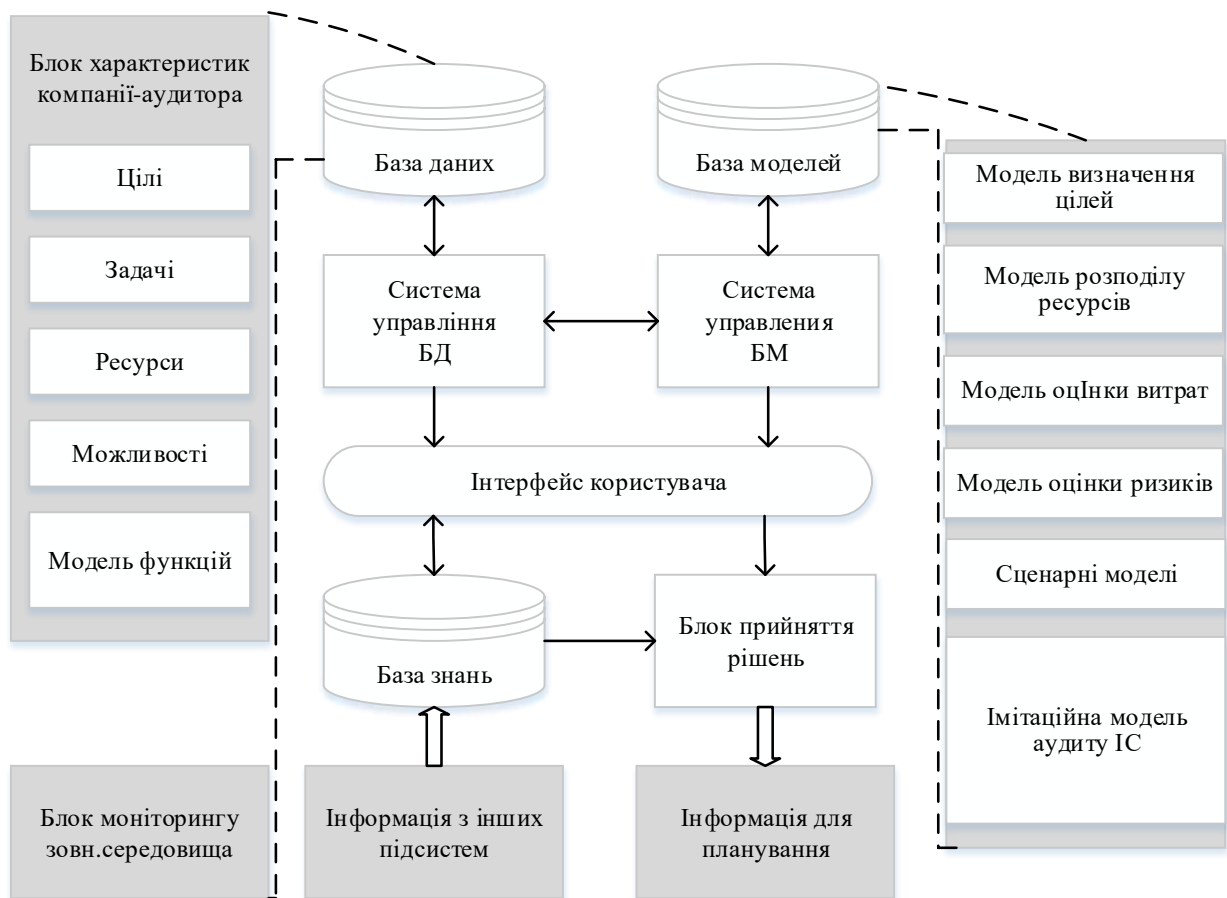 Блок характеристик
компанії-аудитора
Цілі
Задачі
Ресурси
Можливості
Модель функцій
Блок моніторингу
зовн.середовища
База даних
База моделей
Система
управління
БД
Система
управления
БМ
Інтерфейс користувача
База знань
Блок прийняття
рішень
Інформація з інших
підсистем
Інформація для
планування
Модель визначення
цілей
Модель розподілу
ресурсів
Модель оцІнки витрат
Модель оцінки ризиків
Сценарні моделі
Імітаційна модель
аудиту ІС